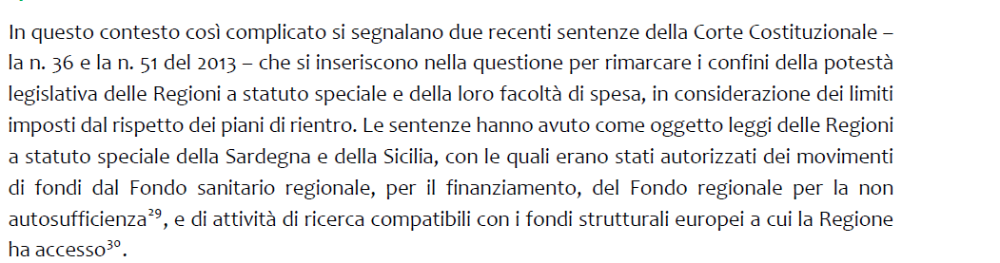 In questo contesto così complicato si segnalano due recenti sentenze della Corte Costituzionale –
la n. 36 e la n. 51 del 2013 – che si inseriscono nella questione per rimarcare i confini della potestà
legislativa delle Regioni a statuto speciale e della loro facoltà di spesa, in considerazione dei limiti
imposti dal rispetto dei piani di rientro. Le sentenze hanno avuto come oggetto leggi delle Regioni
a statuto speciale della Sardegna e della Sicilia, con le quali erano stati autorizzati dei movimenti
di fondi dal Fondo sanitario regionale, per il finanziamento, del Fondo regionale per la non
autosufficienza²⁹, e di attività di ricerca compatibili con i fondi strutturali europei a cui la Regione
ha accesso³⁰.